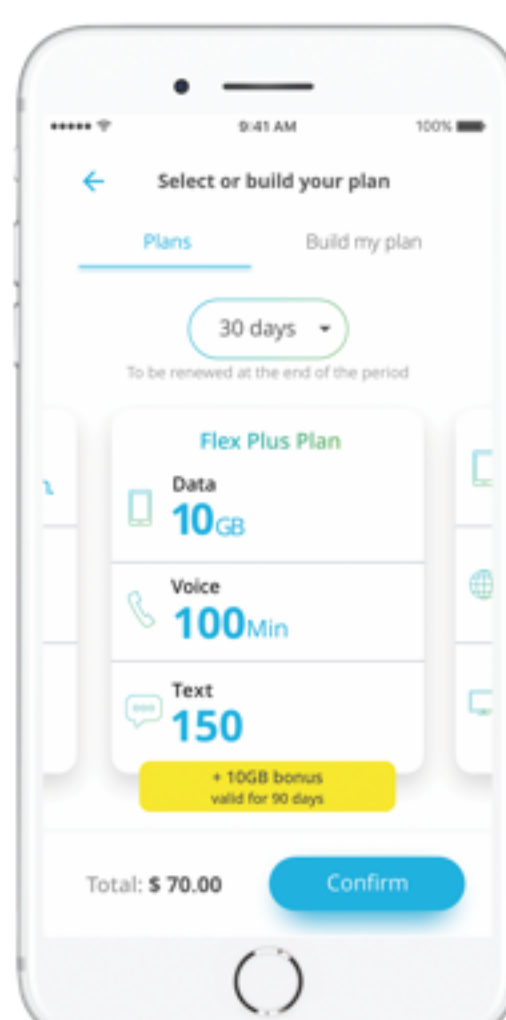 9:41 AM
100%
Select or build your plan
Plans
Build my plan
30 days
To be renewed at the end of the period
Flex Plus Plan
Data
10GB
Voice
100Min
Text
150
+ 10GB bonus
valid for 90 days
Total: $ 70.00
Confirm